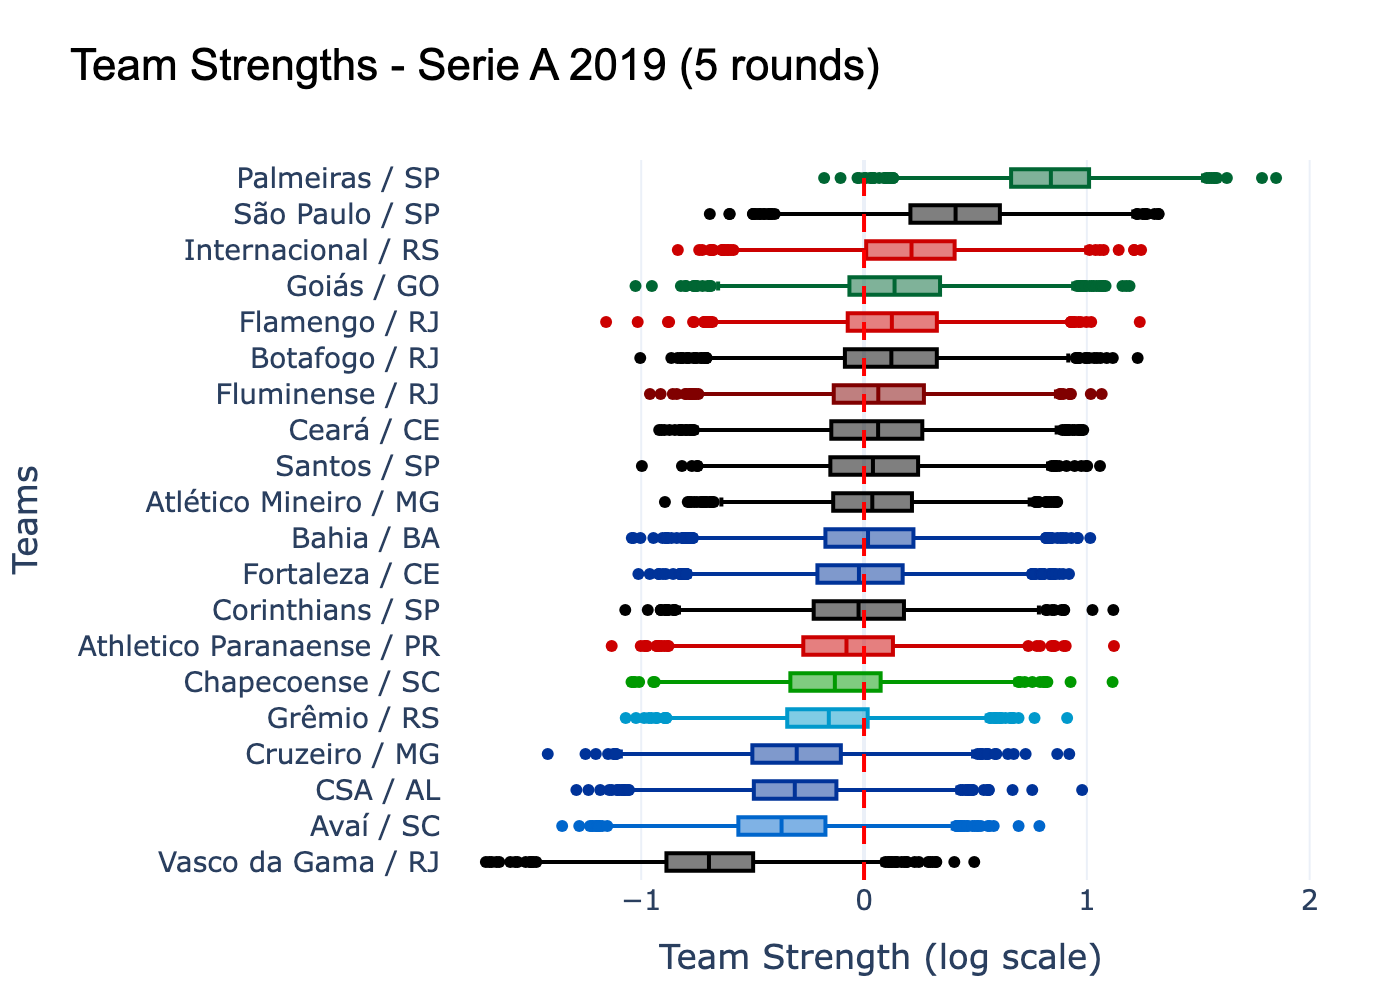 Team Strengths - Serie A 2019 (5 rounds)
Teams
Palmeiras / SP
São Paulo / SP
Internacional / RS
Goiás / GO
Flamengo / RJ
Botafogo / RJ
Fluminense / RJ
Ceará / CE
Santos / SP
Atlético Mineiro / MG
Bahia / BA
Fortaleza / CE
Corinthians / SP
Athletico Paranaense / PR
Chapecoense / SC
Grêmio / RS
Cruzeiro / MG
CSA / AL
Avaí / SC
Vasco da Gama / RJ
−1 0 1 2
Team Strength (log scale)